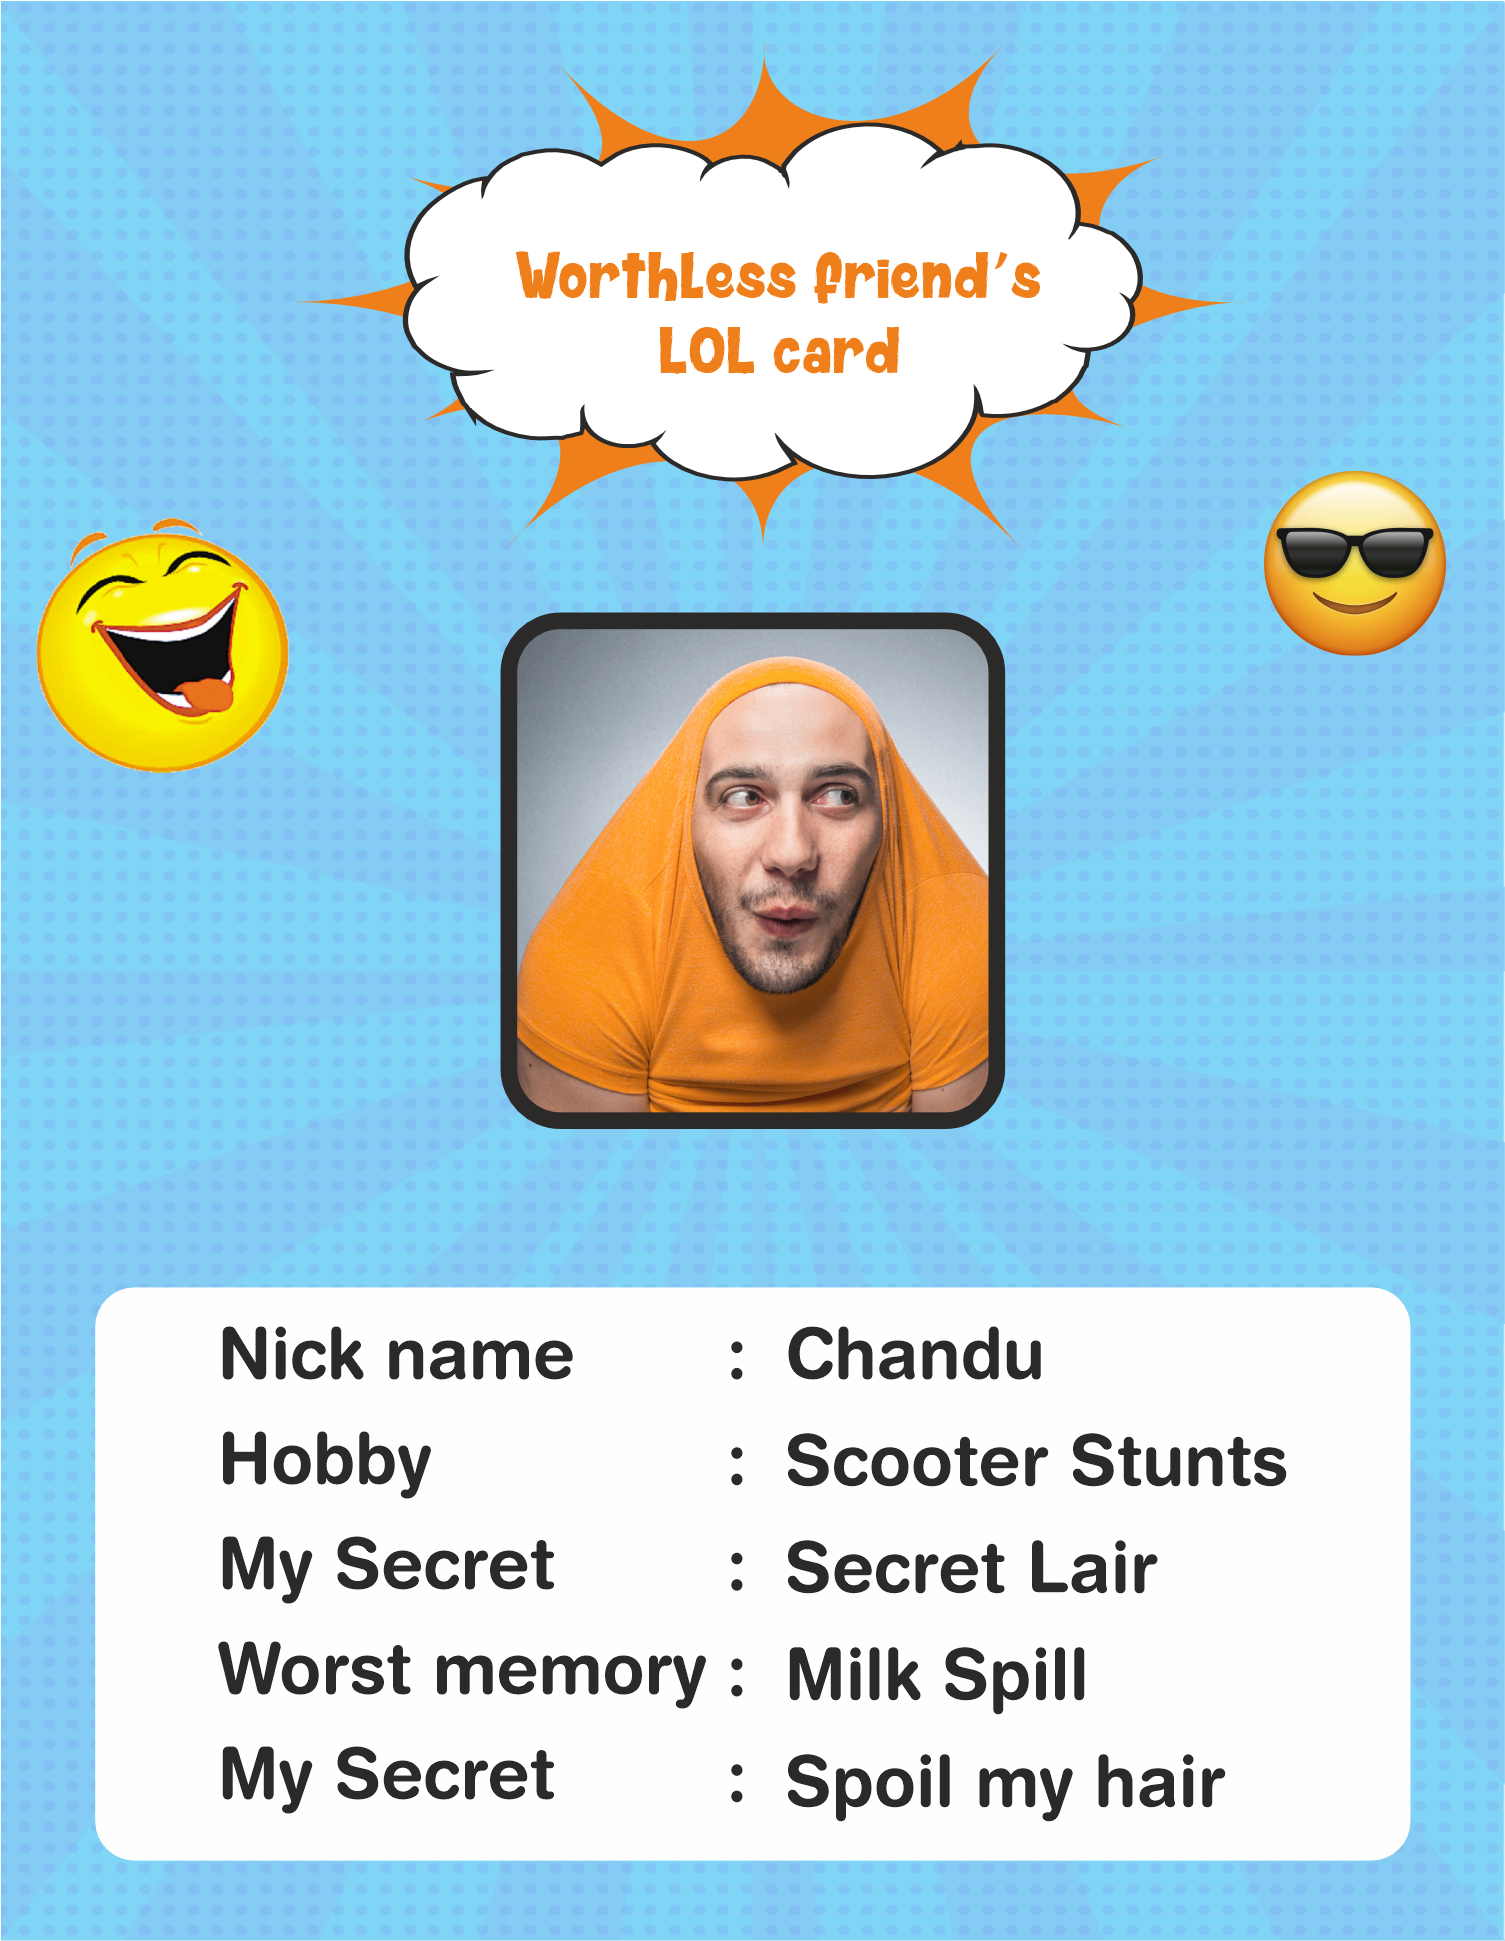 WorthLess friend's
LOL card
Nick name : Chandu
Hobby : Scooter Stunts
My Secret : Secret Lair
Worst memory : Milk Spill
My Secret : Spoil my hair